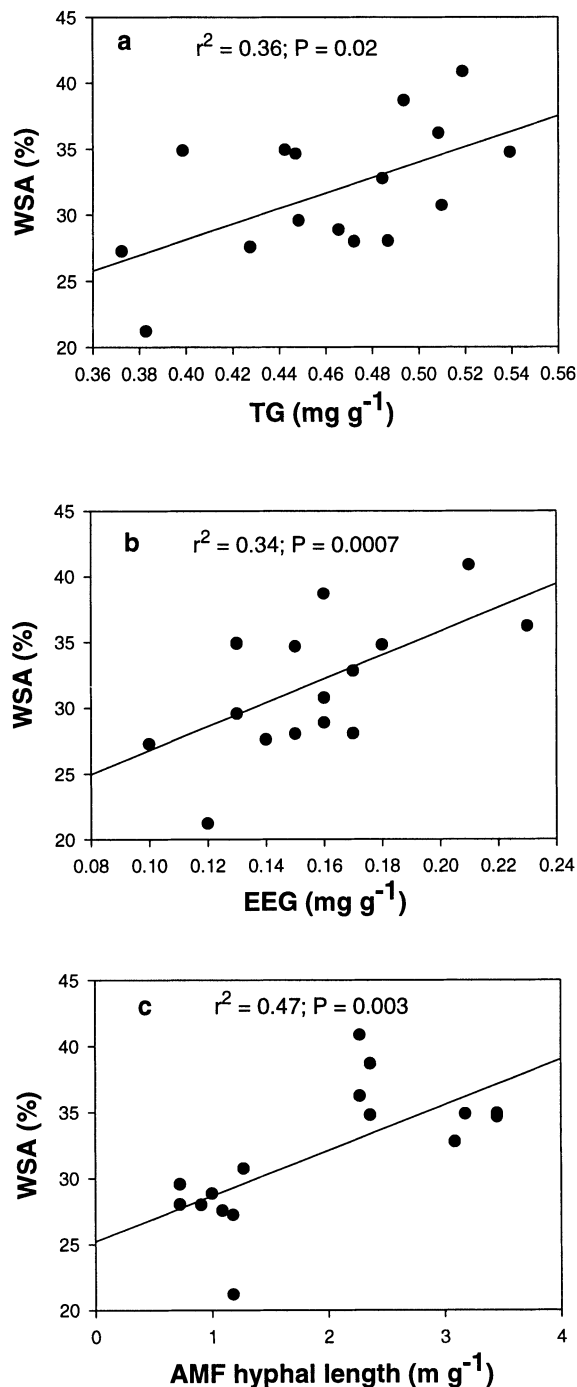 a
r² = 0.36; P = 0.02
WSA (%)
45
40
35
30
25
20
0.36 0.38 0.40 0.42 0.44 0.46 0.48 0.50 0.52 0.54 0.56
TG (mg g⁻¹)
b
r² = 0.34; P = 0.0007
WSA (%)
45
40
35
30
25
20
0.08 0.10 0.12 0.14 0.16 0.18 0.20 0.22 0.24
EEG (mg g⁻¹)
c
r² = 0.47; P = 0.003
WSA (%)
45
40
35
30
25
20
0 1 2 3 4
AMF hyphal length (m g⁻¹)